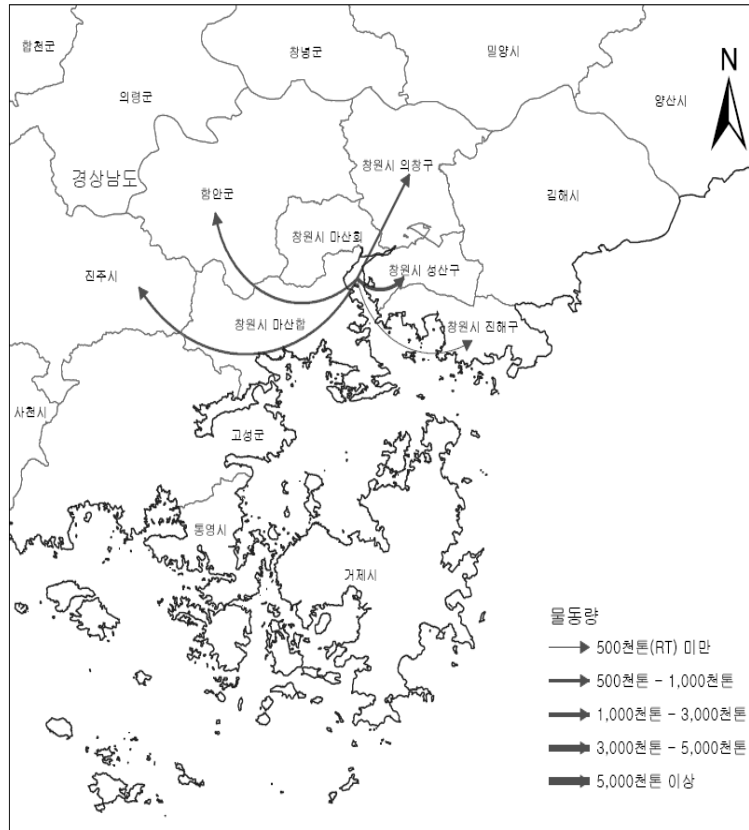 합천군
창녕군
밀양시
N
의령군
양산시
창원시 의창구
경상남도
함안군
김해시
창원시 마산회
진주시
창원시 성산구
창원시 마산합
창원시 진해구
사천시
고성군
통영시
거제시
물동량
500천톤(RT) 미만
500천톤 - 1,000천톤
1,000천톤 - 3,000천톤
3,000천톤 - 5,000천톤
5,000천톤 이상